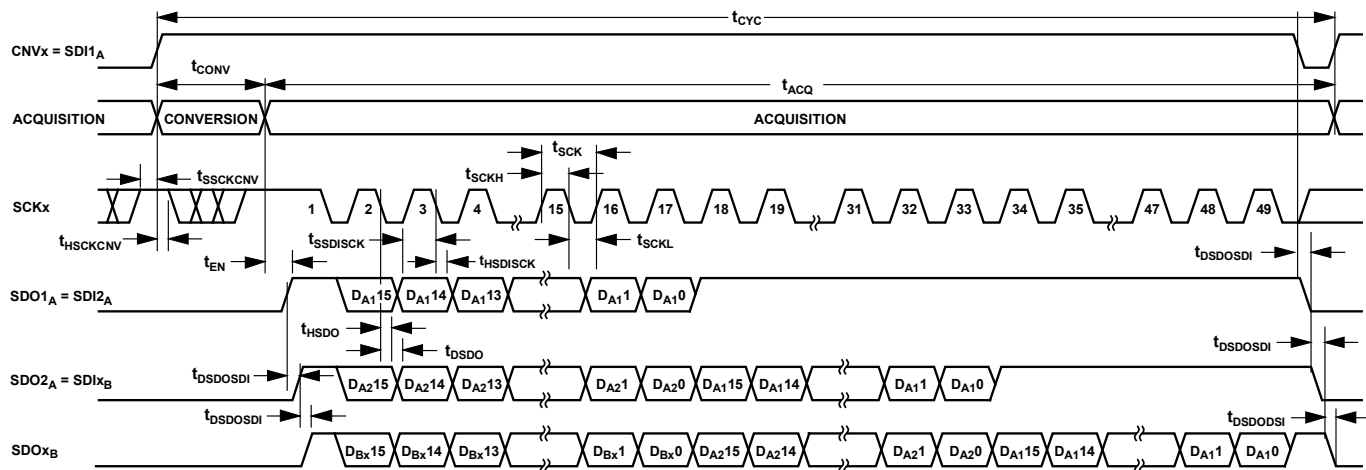 tCYC
CNVx = SDI1A
tCONV
tACQ
ACQUISITION CONVERSION ACQUISITION
tSCK
tSSCKCNV
tSCKH
SCKx 1 2 3 4 15 16 17 18 19 31 32 33 34 35 47 48 49
tHSCKCNV
tSSDISCK
tSCKL
tEN
tHSDISCK
tDSDOSDI
SDO1A = SDI2A DA115 DA114 DA113 DA11 DA10
tHSDO
tDSDO
tDSDOSDI
tDSDOSDI
SDO2A = SDIxB DA215 DA214 DA213 DA21 DA20 DA115 DA114 DA11 DA10
tDSDOSDI
tDSDODSI
SDOxB DBx15 DBx14 DBx13 DBx1 DBx0 DA215 DA214 DA21 DA20 DA115 DA114 DA11 DA10